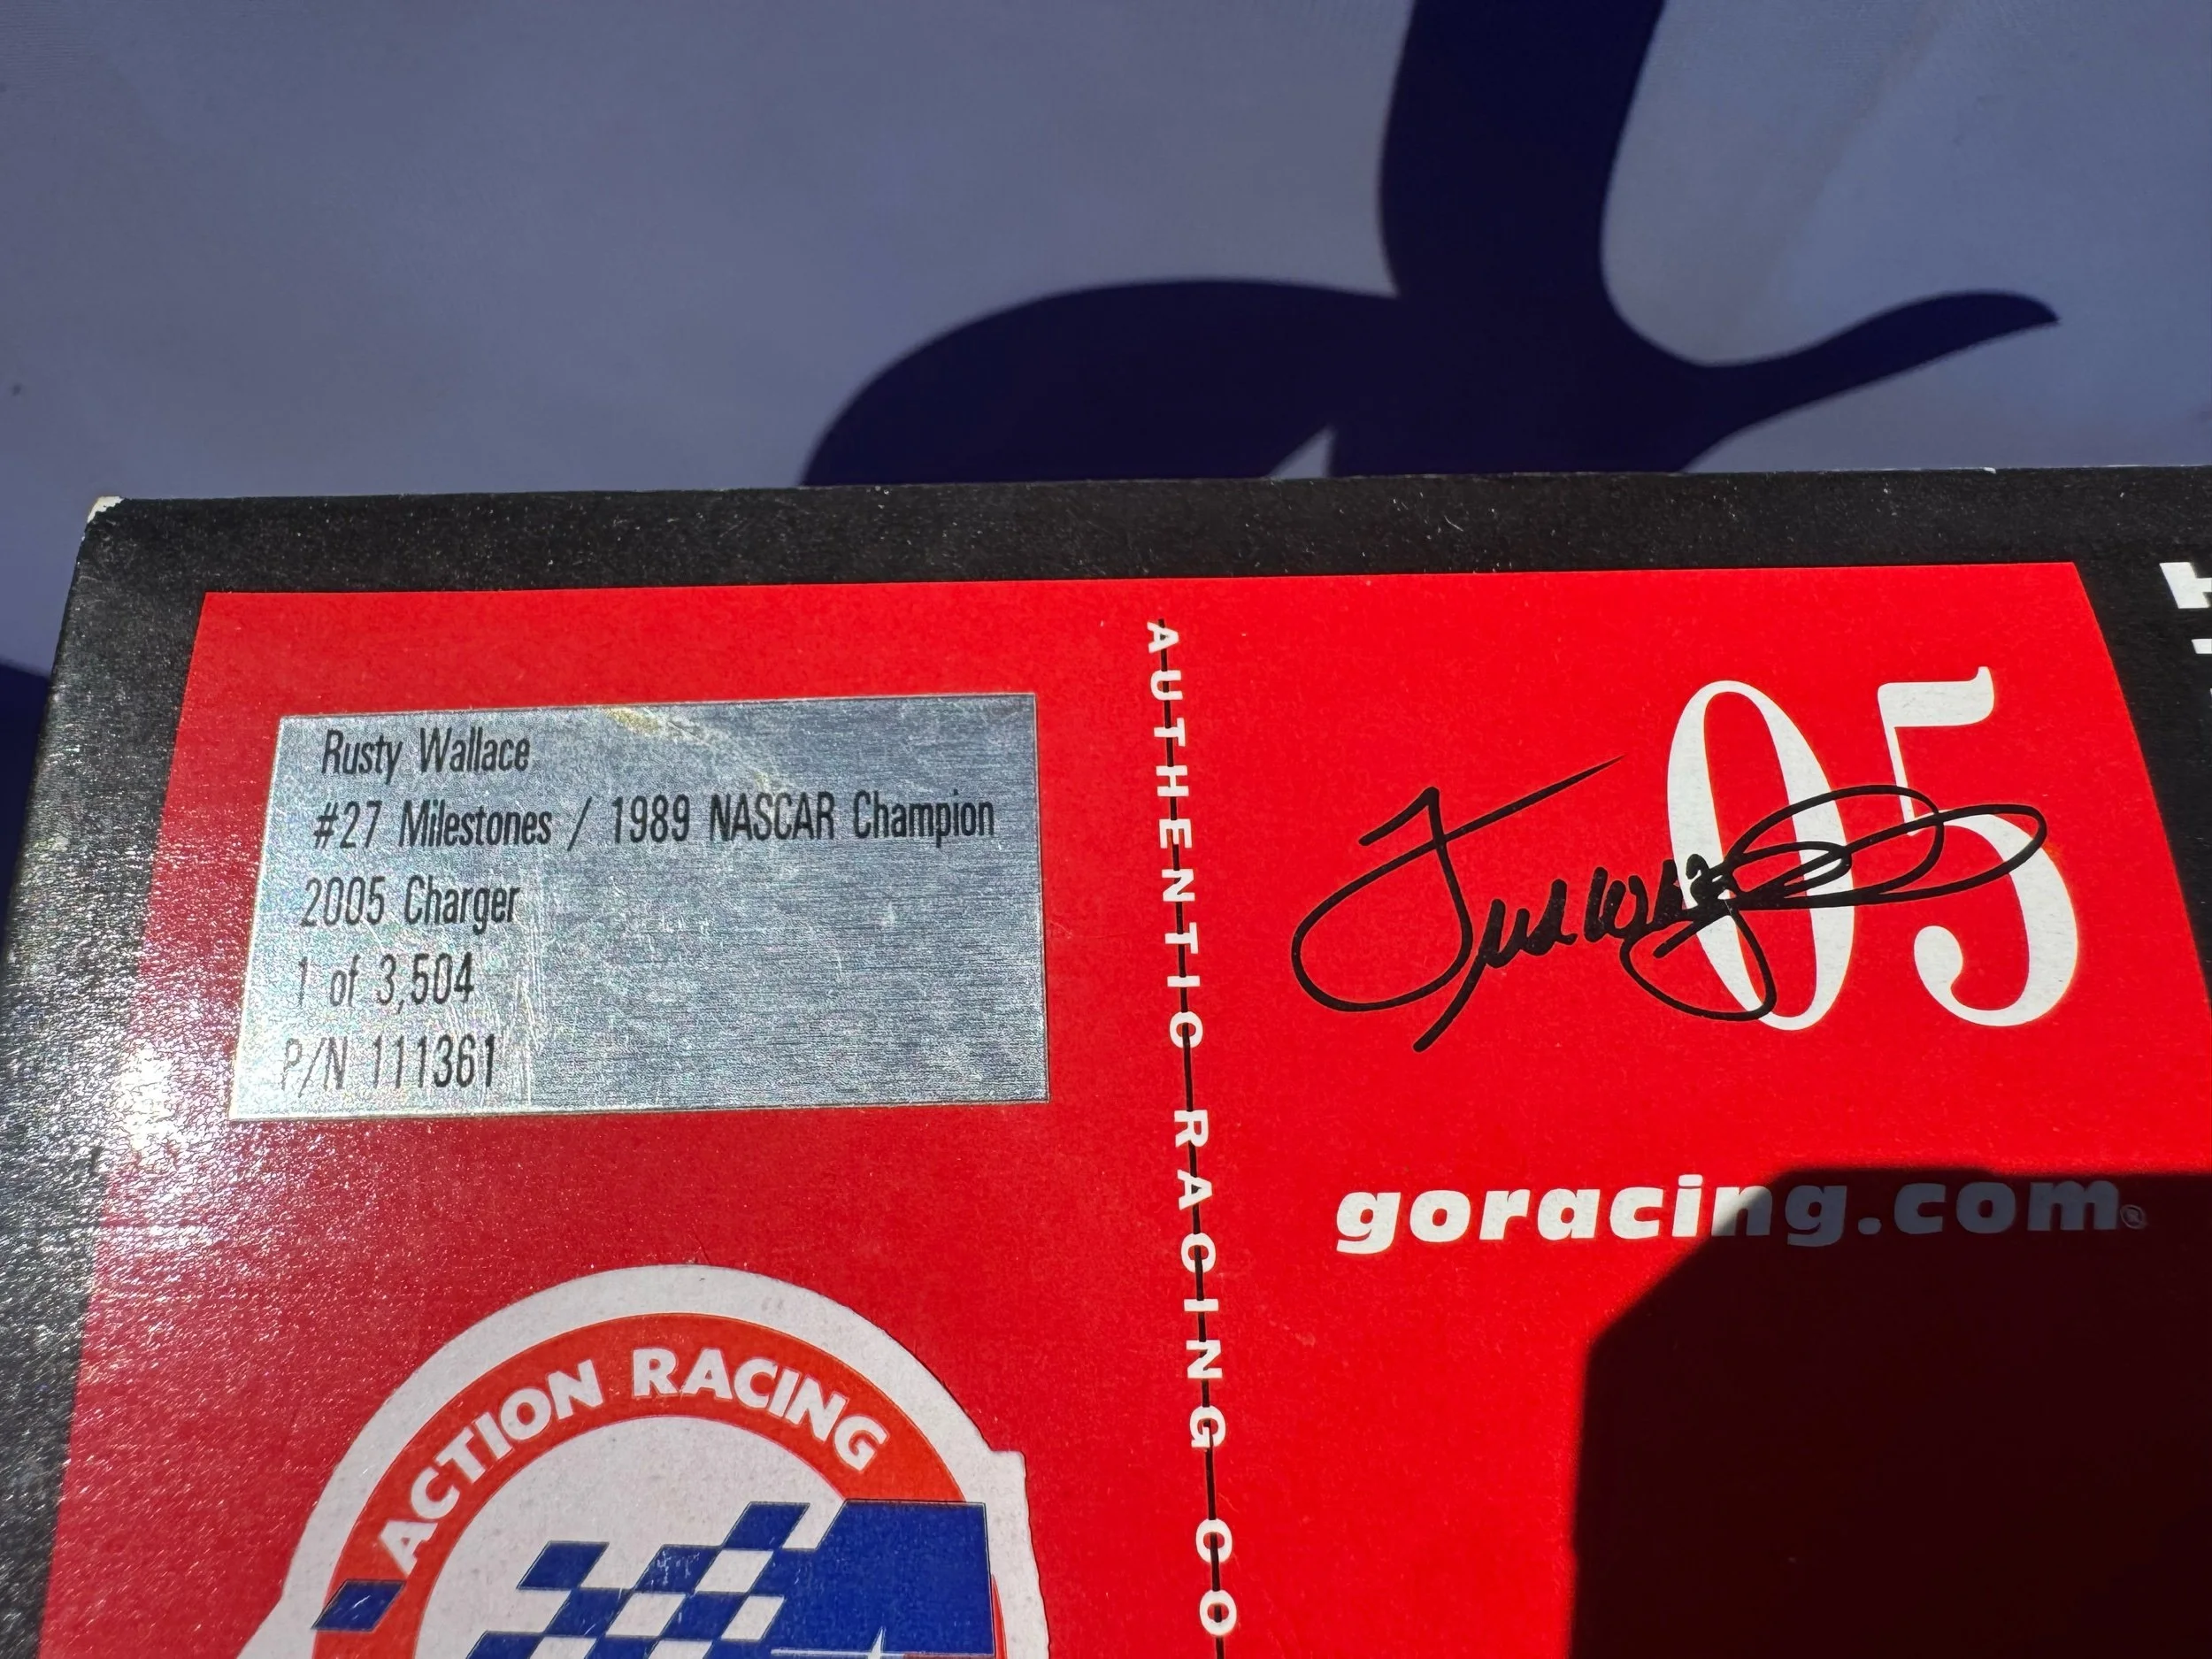 Rusty Wallace
#27 Milestones / 1989 NASCAR Champion
2005 Charger
1 of 3,504
P/N 111361
ACTION RACING
AUTHENTIC RACING CO
05
goracing.com®